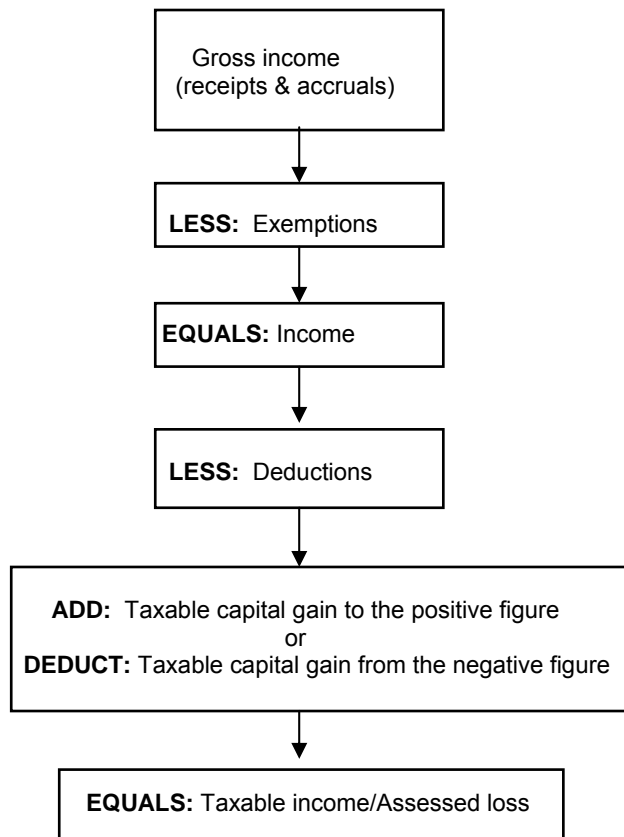 Gross income
(receipts & accruals)
LESS: Exemptions
EQUALS: Income
LESS: Deductions
ADD: Taxable capital gain to the positive figure
or
DEDUCT: Taxable capital gain from the negative figure
EQUALS: Taxable income/Assessed loss